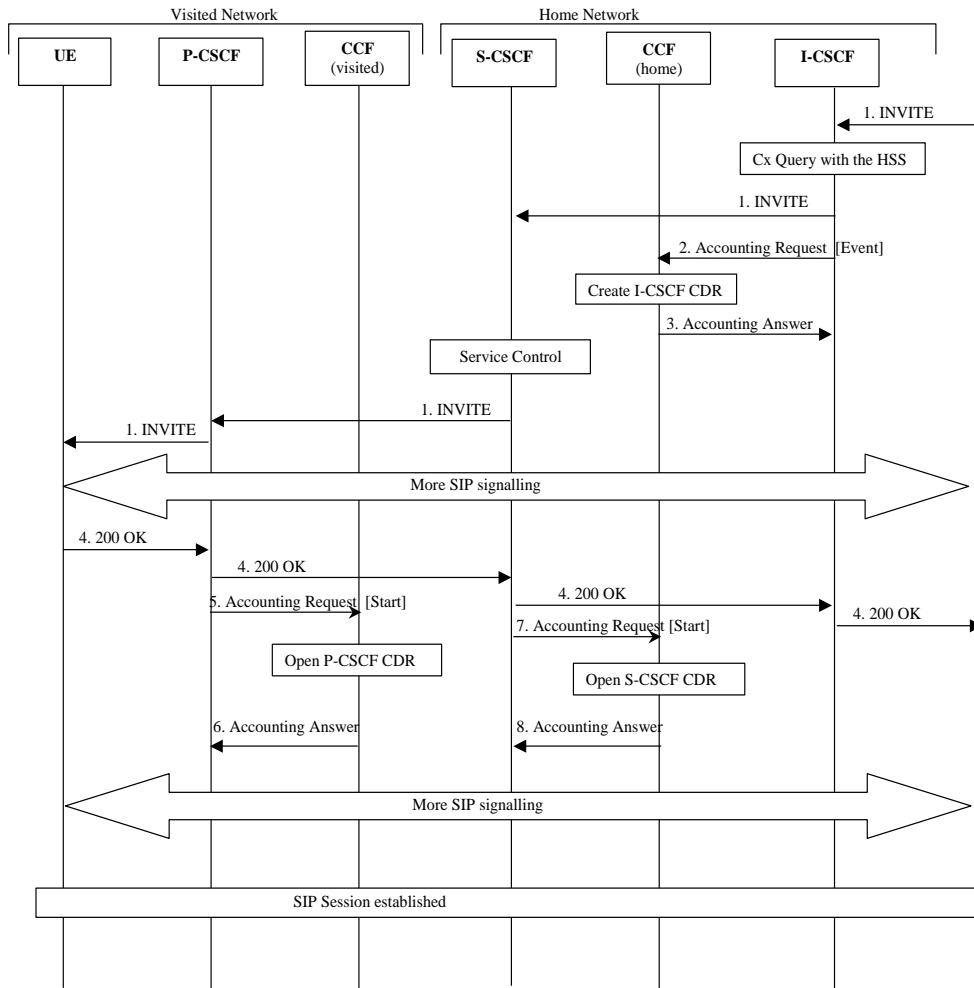 Visited Network
Home Network
UE
P-CSCF
CCF
(visited)
S-CSCF
CCF
(home)
I-CSCF
1. INVITE
Cx Query with the HSS
1. INVITE
2. Accounting Request [Event]
Create I-CSCF CDR
3. Accounting Answer
Service Control
1. INVITE
1. INVITE
More SIP signalling
4. 200 OK
4. 200 OK
4. 200 OK
5. Accounting Request [Start]
4. 200 OK
7. Accounting Request [Start]
Open P-CSCF CDR
Open S-CSCF CDR
6. Accounting Answer
8. Accounting Answer
More SIP signalling
SIP Session established